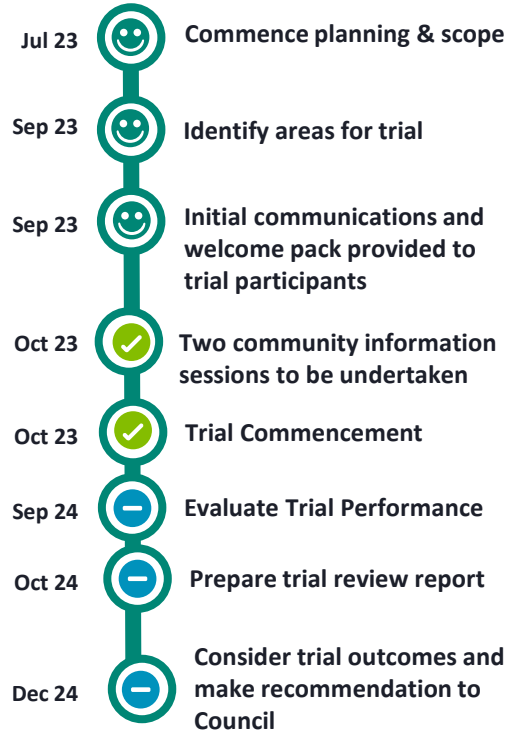 Jul 23
Commence planning & scope
Sep 23
Identify areas for trial
Sep 23
Initial communications and
welcome pack provided to
trial participants
Oct 23
Two community information
sessions to be undertaken
Oct 23
Trial Commencement
Sep 24
Evaluate Trial Performance
Oct 24
Prepare trial review report
Dec 24
Consider trial outcomes and
make recommendation to
Council